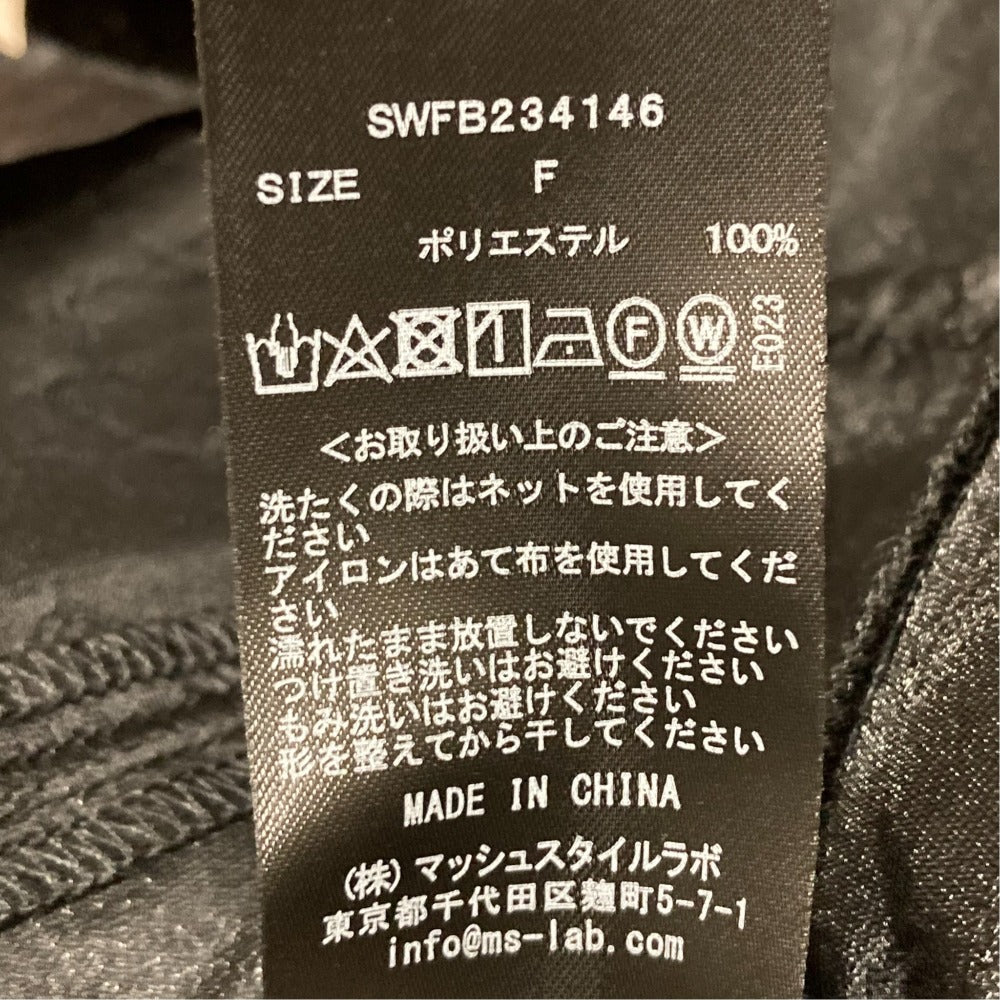 SWFB234146
SIZE F
ポリエステル 100%
F W E023
＜お取り扱い上のご注意＞
洗たくの際はネットを使用してく
ださい
アイロンはあて布を使用してくだ
さい
濡れたまま放置しないでください
つけ置き洗いはお避けください
もみ洗いはお避けください
形を整えてから干してください
MADE IN CHINA
(株)マッシュスタイルラボ
東京都千代田区麹町5-7-1
info@ms-lab.com